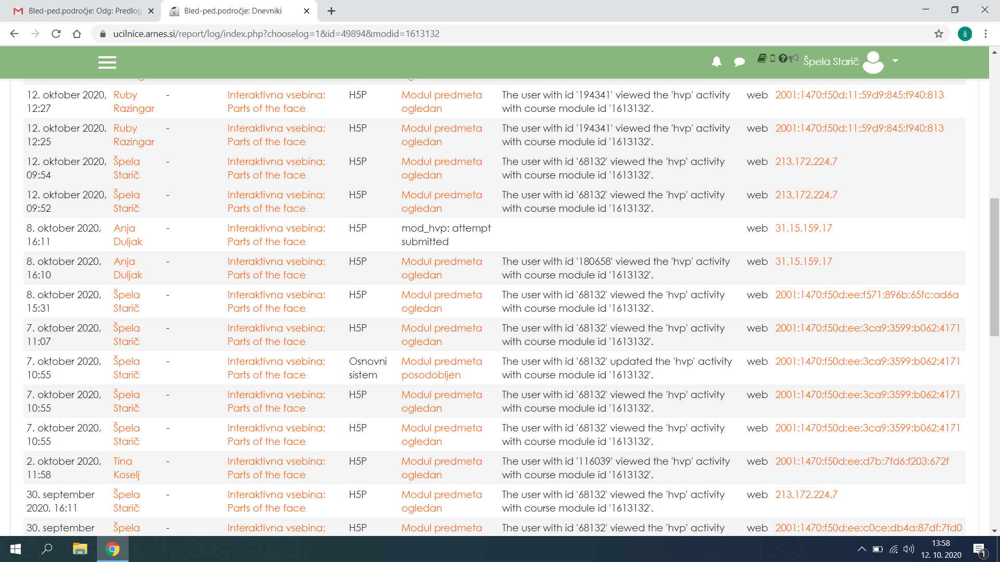 Bled-ped.področje: Odg: Predlog
Bled-ped.področje: Dnevniki
ucilnice.arnes.si/report/log/index.php?chooselog=1&id=49894&modid=1613132
š
Špela Starič
12. oktober 2020, Ruby - Interaktivna vsebina: H5P Modul predmeta The user with id '194341' viewed the 'hvp' activity web 2001:1470:f50d:11:59d9:845:f940:813
12:27 Razingar Parts of the face ogledan with course module id '1613132'.
12. oktober 2020, Ruby - Interaktivna vsebina: H5P Modul predmeta The user with id '194341' viewed the 'hvp' activity web 2001:1470:f50d:11:59d9:845:f940:813
12:25 Razingar Parts of the face ogledan with course module id '1613132'.
12. oktober 2020, Špela - Interaktivna vsebina: H5P Modul predmeta The user with id '68132' viewed the 'hvp' activity web 213.172.224.7
09:54 Starič Parts of the face ogledan with course module id '1613132'.
12. oktober 2020, Špela - Interaktivna vsebina: H5P Modul predmeta The user with id '68132' viewed the 'hvp' activity web 213.172.224.7
09:52 Starič Parts of the face ogledan with course module id '1613132'.
8. oktober 2020, Anja - Interaktivna vsebina: H5P mod_hvp: attempt web 31.15.159.17
16:11 Duljak Parts of the face submitted
8. oktober 2020, Anja - Interaktivna vsebina: H5P Modul predmeta The user with id '180658' viewed the 'hvp' activity web 31.15.159.17
16:10 Duljak Parts of the face ogledan with course module id '1613132'.
8. oktober 2020, Špela - Interaktivna vsebina: H5P Modul predmeta The user with id '68132' viewed the 'hvp' activity web 2001:1470:f50d:ee:f571:896b:65fc:ad6a
15:31 Starič Parts of the face ogledan with course module id '1613132'.
7. oktober 2020, Špela - Interaktivna vsebina: H5P Modul predmeta The user with id '68132' viewed the 'hvp' activity web 2001:1470:f50d:ee:3ca9:3599:b062:4171
11:07 Starič Parts of the face ogledan with course module id '1613132'.
7. oktober 2020, Špela - Interaktivna vsebina: Osnovni Modul predmeta The user with id '68132' updated the 'hvp' activity web 2001:1470:f50d:ee:3ca9:3599:b062:4171
10:55 Starič Parts of the face sistem posodobljen with course module id '1613132'.
7. oktober 2020, Špela - Interaktivna vsebina: H5P Modul predmeta The user with id '68132' viewed the 'hvp' activity web 2001:1470:f50d:ee:3ca9:3599:b062:4171
10:55 Starič Parts of the face ogledan with course module id '1613132'.
7. oktober 2020, Špela - Interaktivna vsebina: H5P Modul predmeta The user with id '68132' viewed the 'hvp' activity web 2001:1470:f50d:ee:3ca9:3599:b062:4171
10:55 Starič Parts of the face ogledan with course module id '1613132'.
2. oktober 2020, Tina - Interaktivna vsebina: H5P Modul predmeta The user with id '116039' viewed the 'hvp' activity web 2001:1470:f50d:ee:d7b:7fd6:f203:672f
11:58 Koselj Parts of the face ogledan with course module id '1613132'.
30. september Špela - Interaktivna vsebina: H5P Modul predmeta The user with id '68132' viewed the 'hvp' activity web 213.172.224.7
2020, 16:11 Starič Parts of the face ogledan with course module id '1613132'.
30. september Špela - Interaktivna vsebina: H5P Modul predmeta The user with id '68132' viewed the 'hvp' activity web 2001:1470:f50d:ee:c0ce:db4a:87df:7fd0
13:58
12. 10. 2020
1